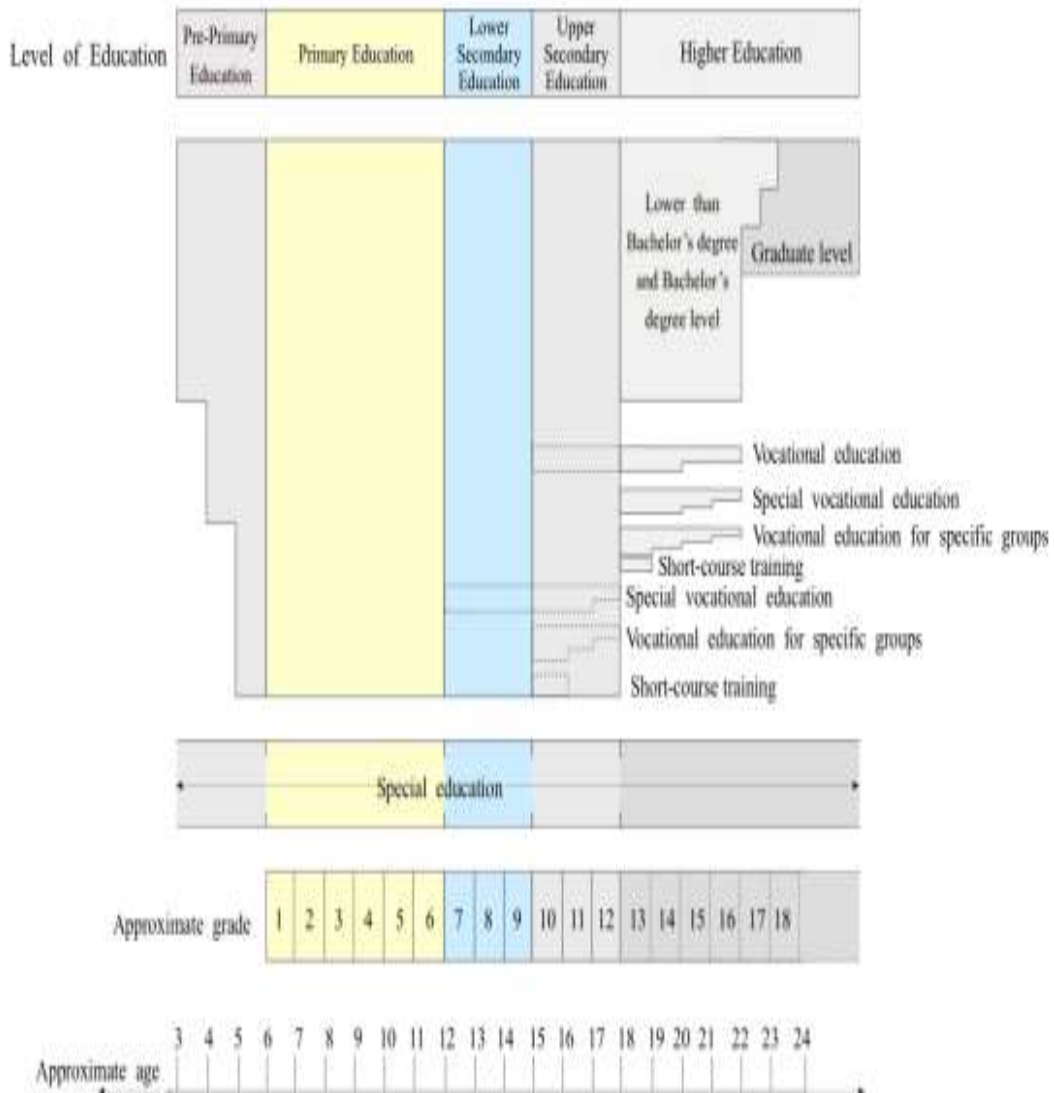 Level of Education
Pre-Primary
Education
Primary Education
Lower
Secondary
Education
Upper
Secondary
Education
Higher Education
Lower than
Bachelor's degree
and Bachelor's
degree level
Graduate level
Vocational education
Special vocational education
Vocational education for specific groups
Short-course training
Special vocational education
Vocational education for specific groups
Short-course training
Special education
Approximate grade 1 2 3 4 5 6 7 8 9 10 11 12 13 14 15 16 17 18
3 4 5 6 7 8 9 10 11 12 13 14 15 16 17 18 19 20 21 22 23 24
Approximate age